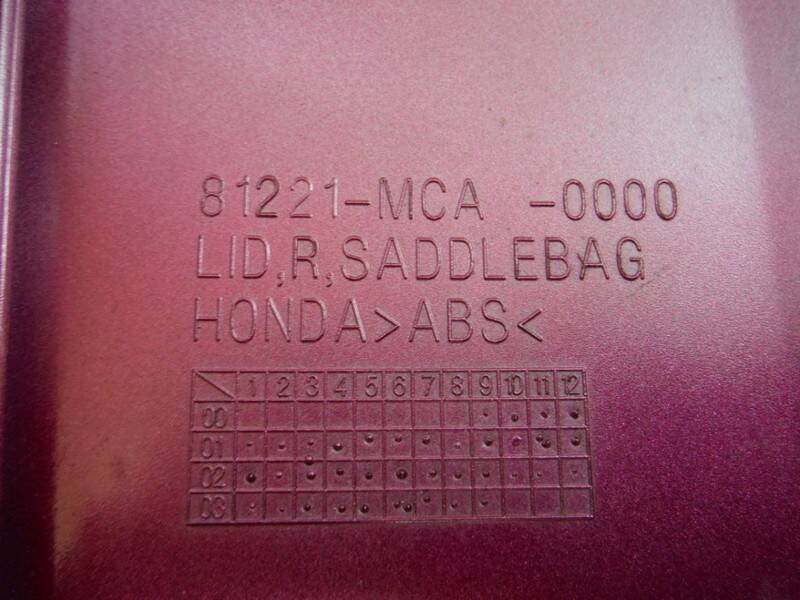 81221-MCA -0000
LID,R,SADDLEBAG
HONDA>ABS<
1 2 3 4 5 6 7 8 9 10 11 12
00
01
02
03